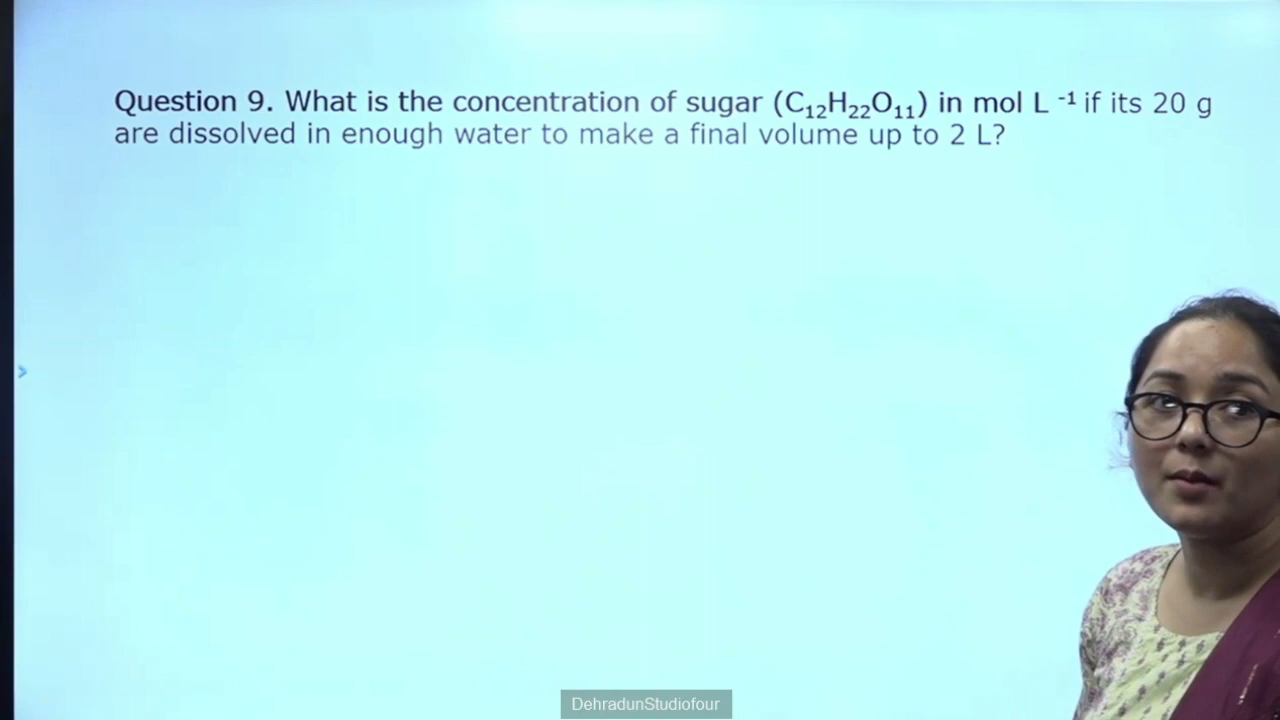 Question 9. What is the concentration of sugar (C₁₂H₂₂O₁₁) in mol L ⁻¹ if its 20 g
are dissolved in enough water to make a final volume up to 2 L?
DehradunStudiofour